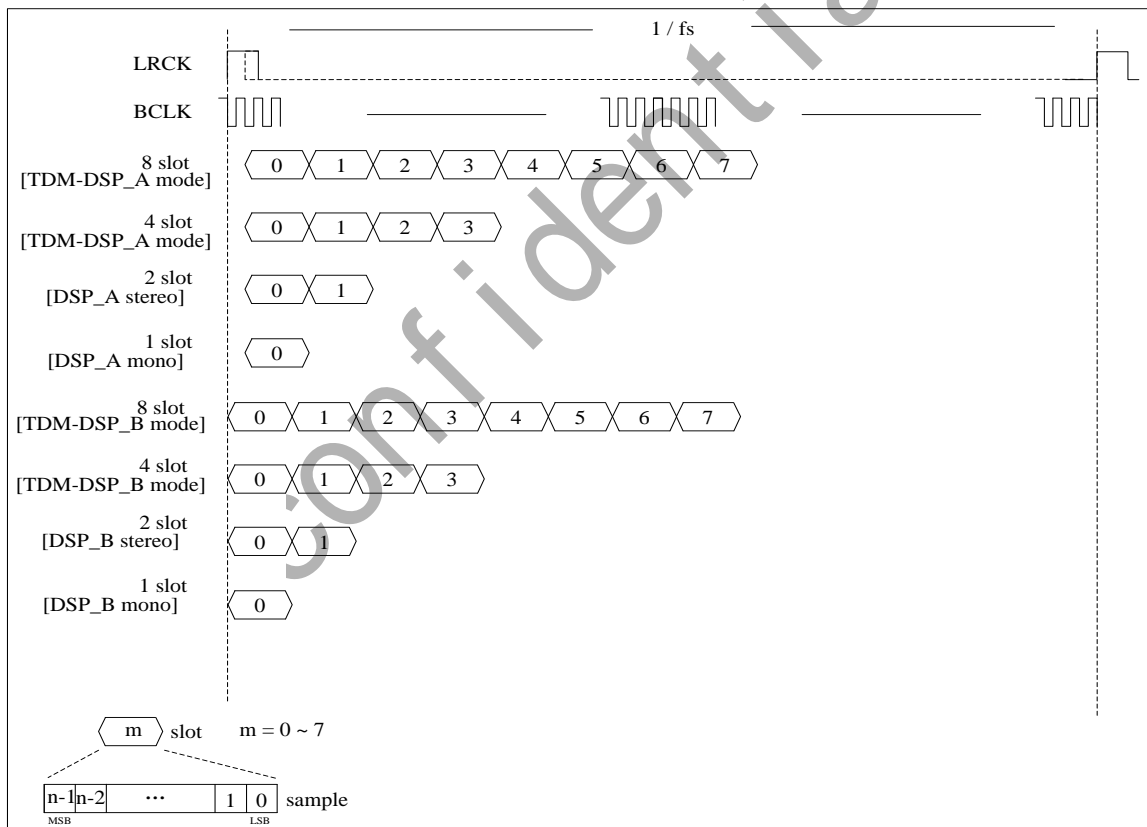 1 / fs
LRCK
BCLK
8 slot
[TDM-DSP_A mode]
0 1 2 3 4 5 6 7
4 slot
[TDM-DSP_A mode]
0 1 2 3
2 slot
[DSP_A stereo]
0 1
1 slot
[DSP_A mono]
0
8 slot
[TDM-DSP_B mode]
0 1 2 3 4 5 6 7
4 slot
[TDM-DSP_B mode]
0 1 2 3
2 slot
[DSP_B stereo]
0 1
1 slot
[DSP_B mono]
0
m slot m = 0 ~ 7
n-1 n-2 ··· 1 0 sample
MSB LSB
confidential